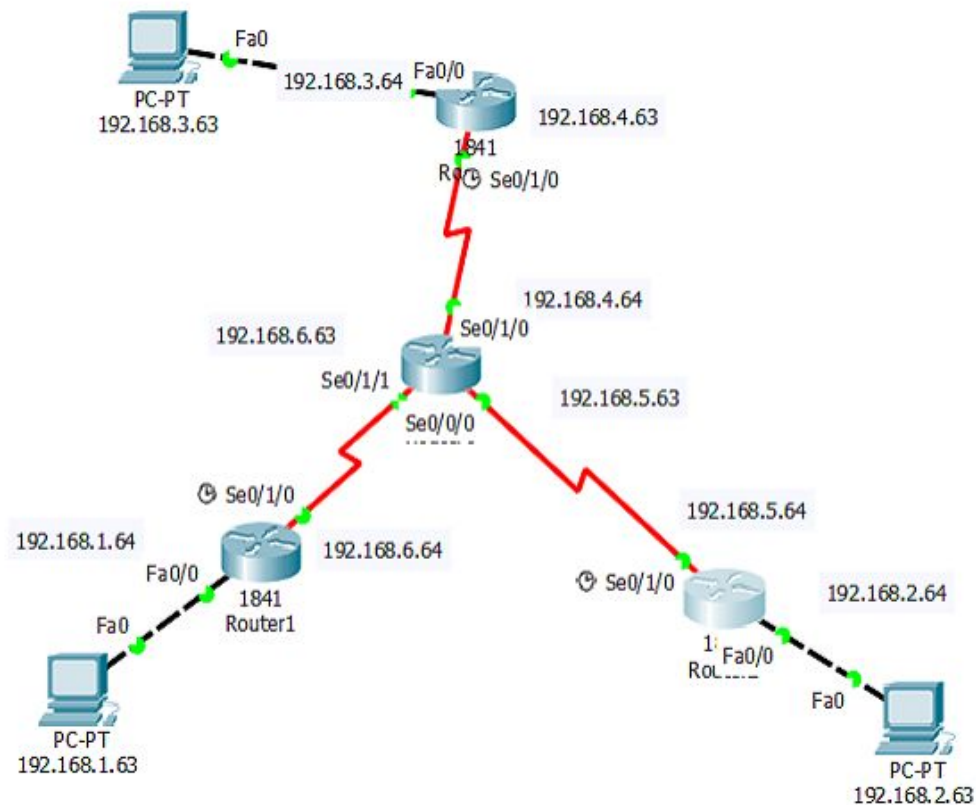 Fa0
192.168.3.64
Fa0/0
PC-PT
192.168.3.63
192.168.4.63
1841
Se0/1/0
192.168.4.64
192.168.6.63
Se0/1/0
Se0/1/1
192.168.5.63
Se0/0/0
Se0/1/0
192.168.5.64
192.168.1.64
192.168.6.64
Fa0/0
1841
Router1
Se0/1/0
192.168.2.64
Fa0
Fa0/0
Fa0
PC-PT
192.168.1.63
PC-PT
192.168.2.63